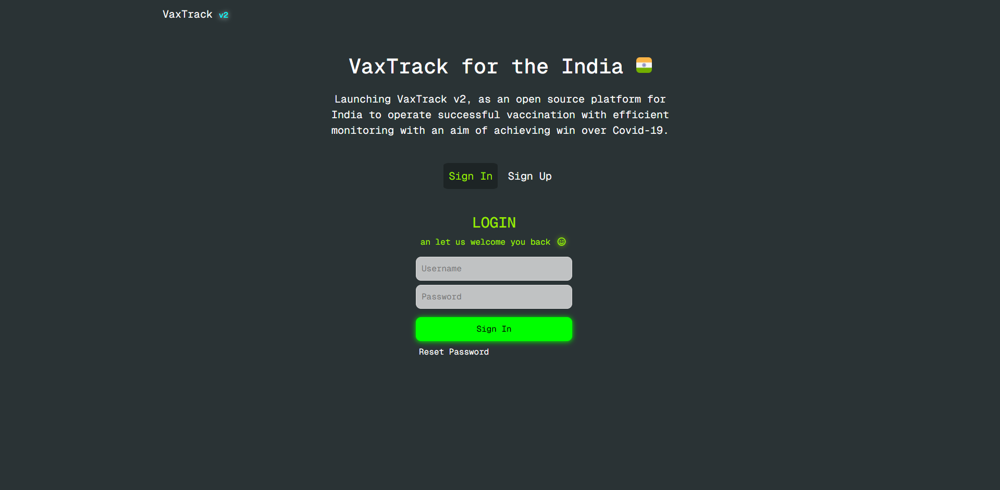 VaxTrack v2
VaxTrack for the India
Launching VaxTrack v2, as an open source platform for
India to operate successful vaccination with efficient
monitoring with an aim of achieving win over Covid-19.
Sign In Sign Up
LOGIN
an let us welcome you back
Username
Password
Sign In
Reset Password